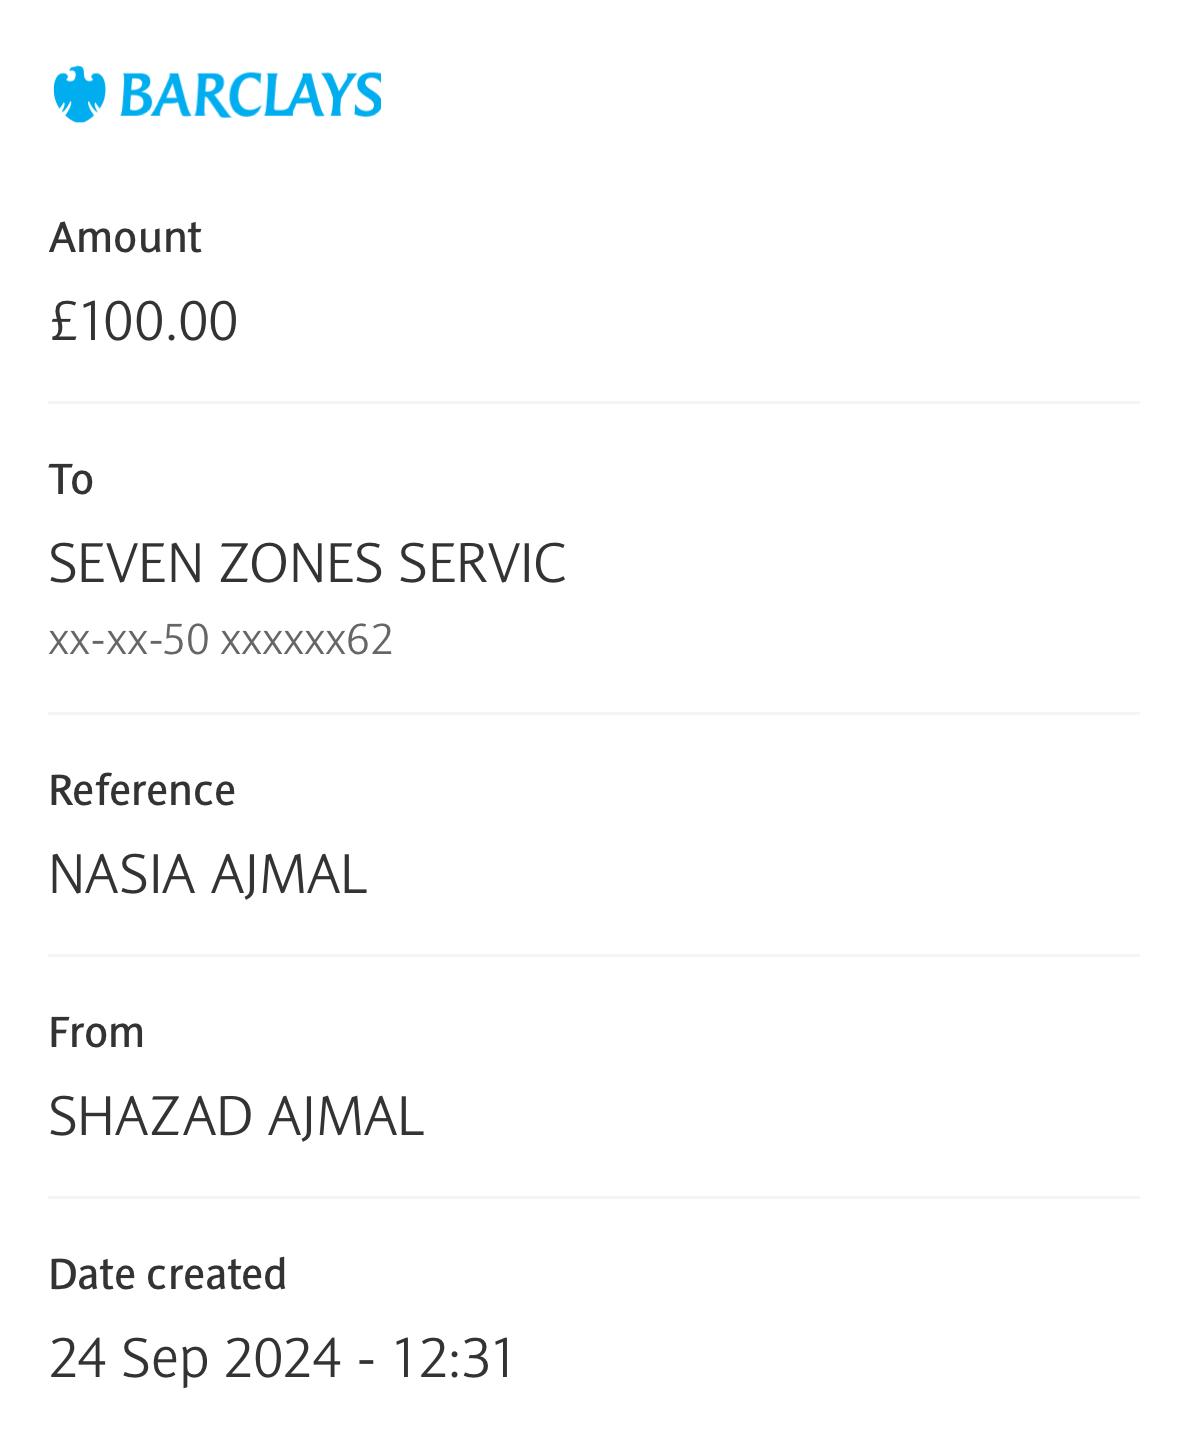 BARCLAYS
Amount
£100.00
To
SEVEN ZONES SERVIC
xx-xx-50 xxxxxx62
Reference
NASIA AJMAL
From
SHAZAD AJMAL
Date created
24 Sep 2024 - 12:31